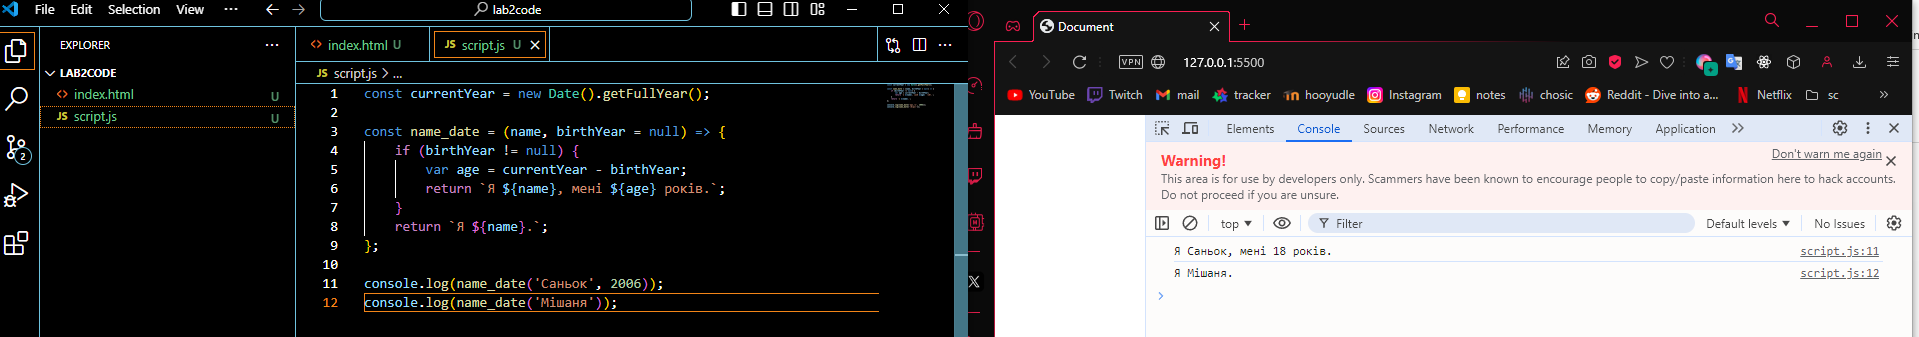 File Edit Selection View ··· lab2code
EXPLORER ···
LAB2CODE
index.html U
JS script.js U
2
index.html U JS script.js U
JS script.js > ...
1 const currentYear = new Date().getFullYear();
2
3 const name_date = (name, birthYear = null) => {
4 if (birthYear != null) {
5 var age = currentYear - birthYear;
6 return `Я ${name}, мені ${age} років.`;
7 }
8 return `Я ${name}.`;
9 };
10
11 console.log(name_date('Саньок', 2006));
12 console.log(name_date('Мішаня'));
Document
VPN 127.0.0.1:5500
YouTube Twitch mail tracker hooyudle Instagram notes chosic Reddit - Dive into a... Netflix sc »
Elements Console Sources Network Performance Memory Application »
Warning! Don't warn me again
This area is for use by developers only. Scammers have been known to encourage people to copy/paste information here to hack accounts.
Do not proceed if you are unsure.
top Filter Default levels No Issues
Я Саньок, мені 18 років. script.js:11
Я Мішаня. script.js:12
>